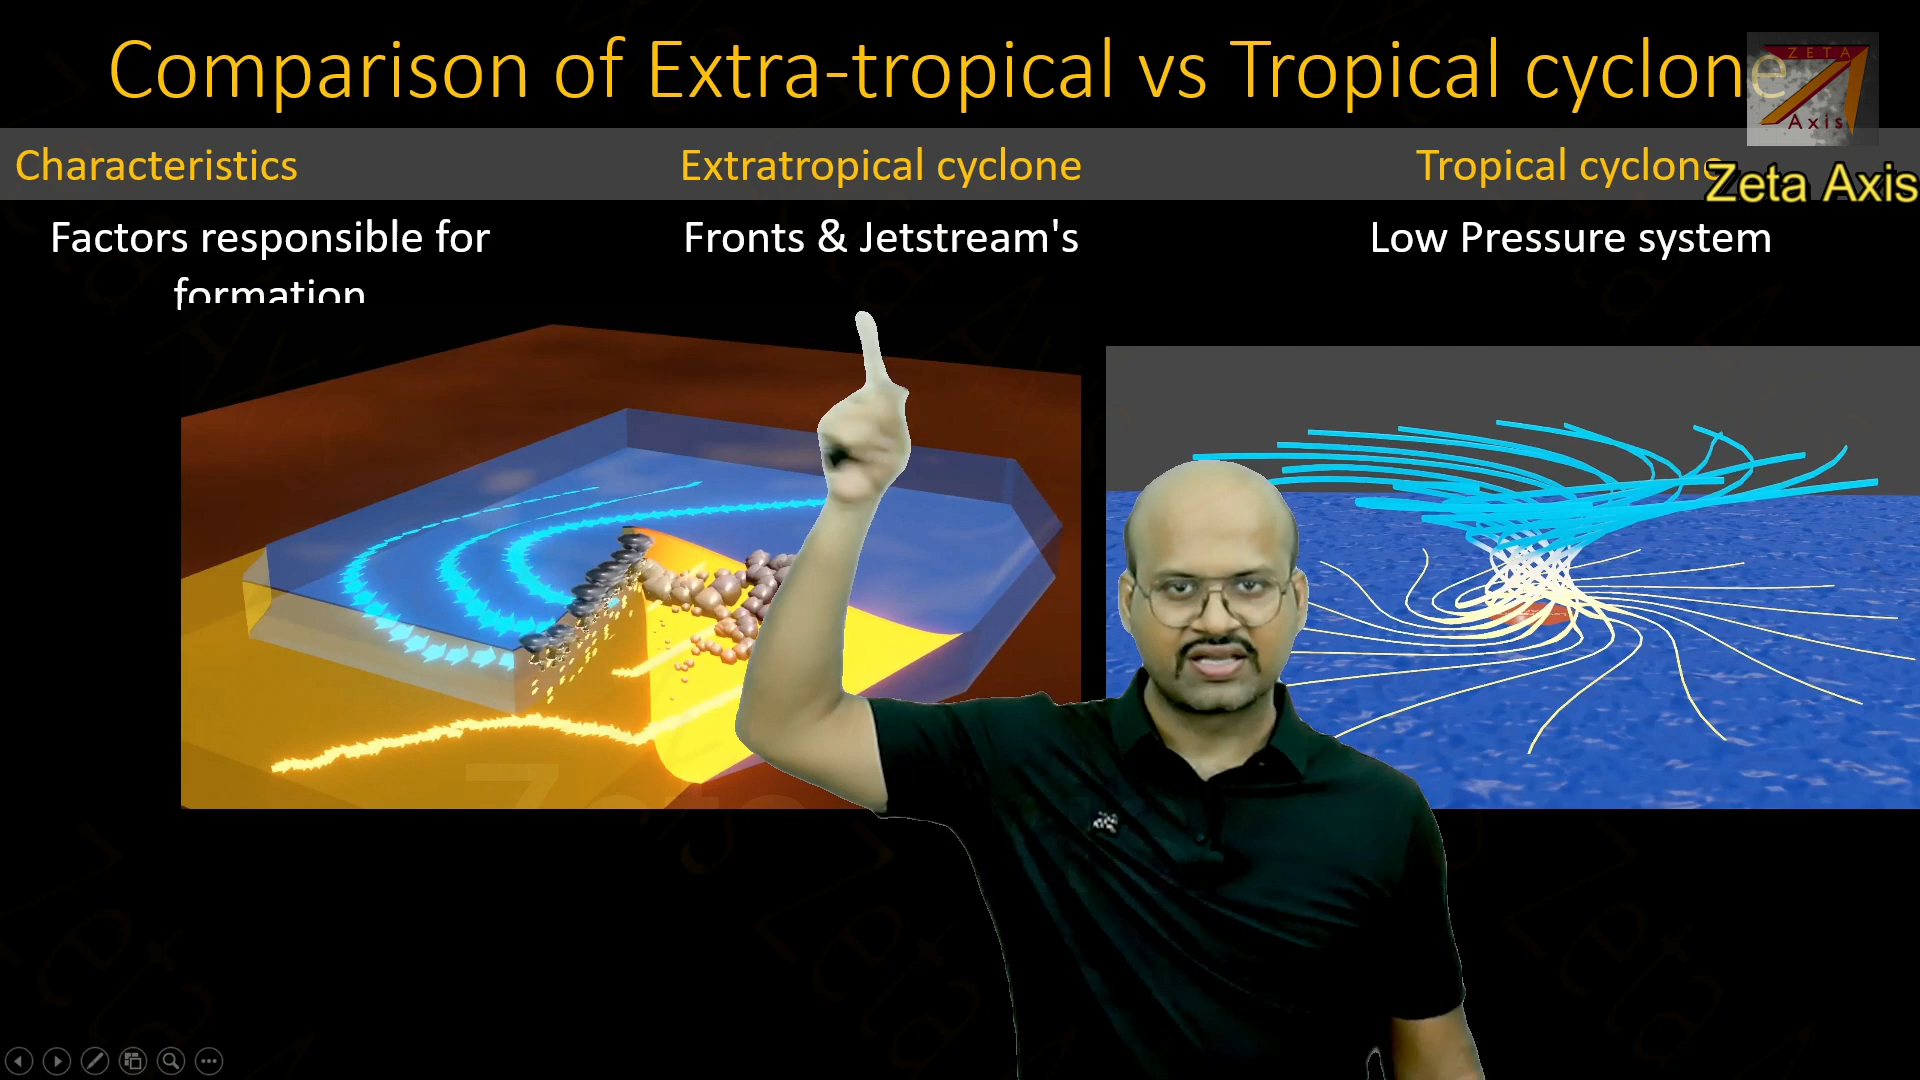 Comparison of Extra-tropical vs Tropical cyclone
ZETA
Axis
Characteristics
Extratropical cyclone
Tropical cyclone
Zeta Axis
Factors responsible for
formation
Fronts & Jetstream's
Low Pressure system